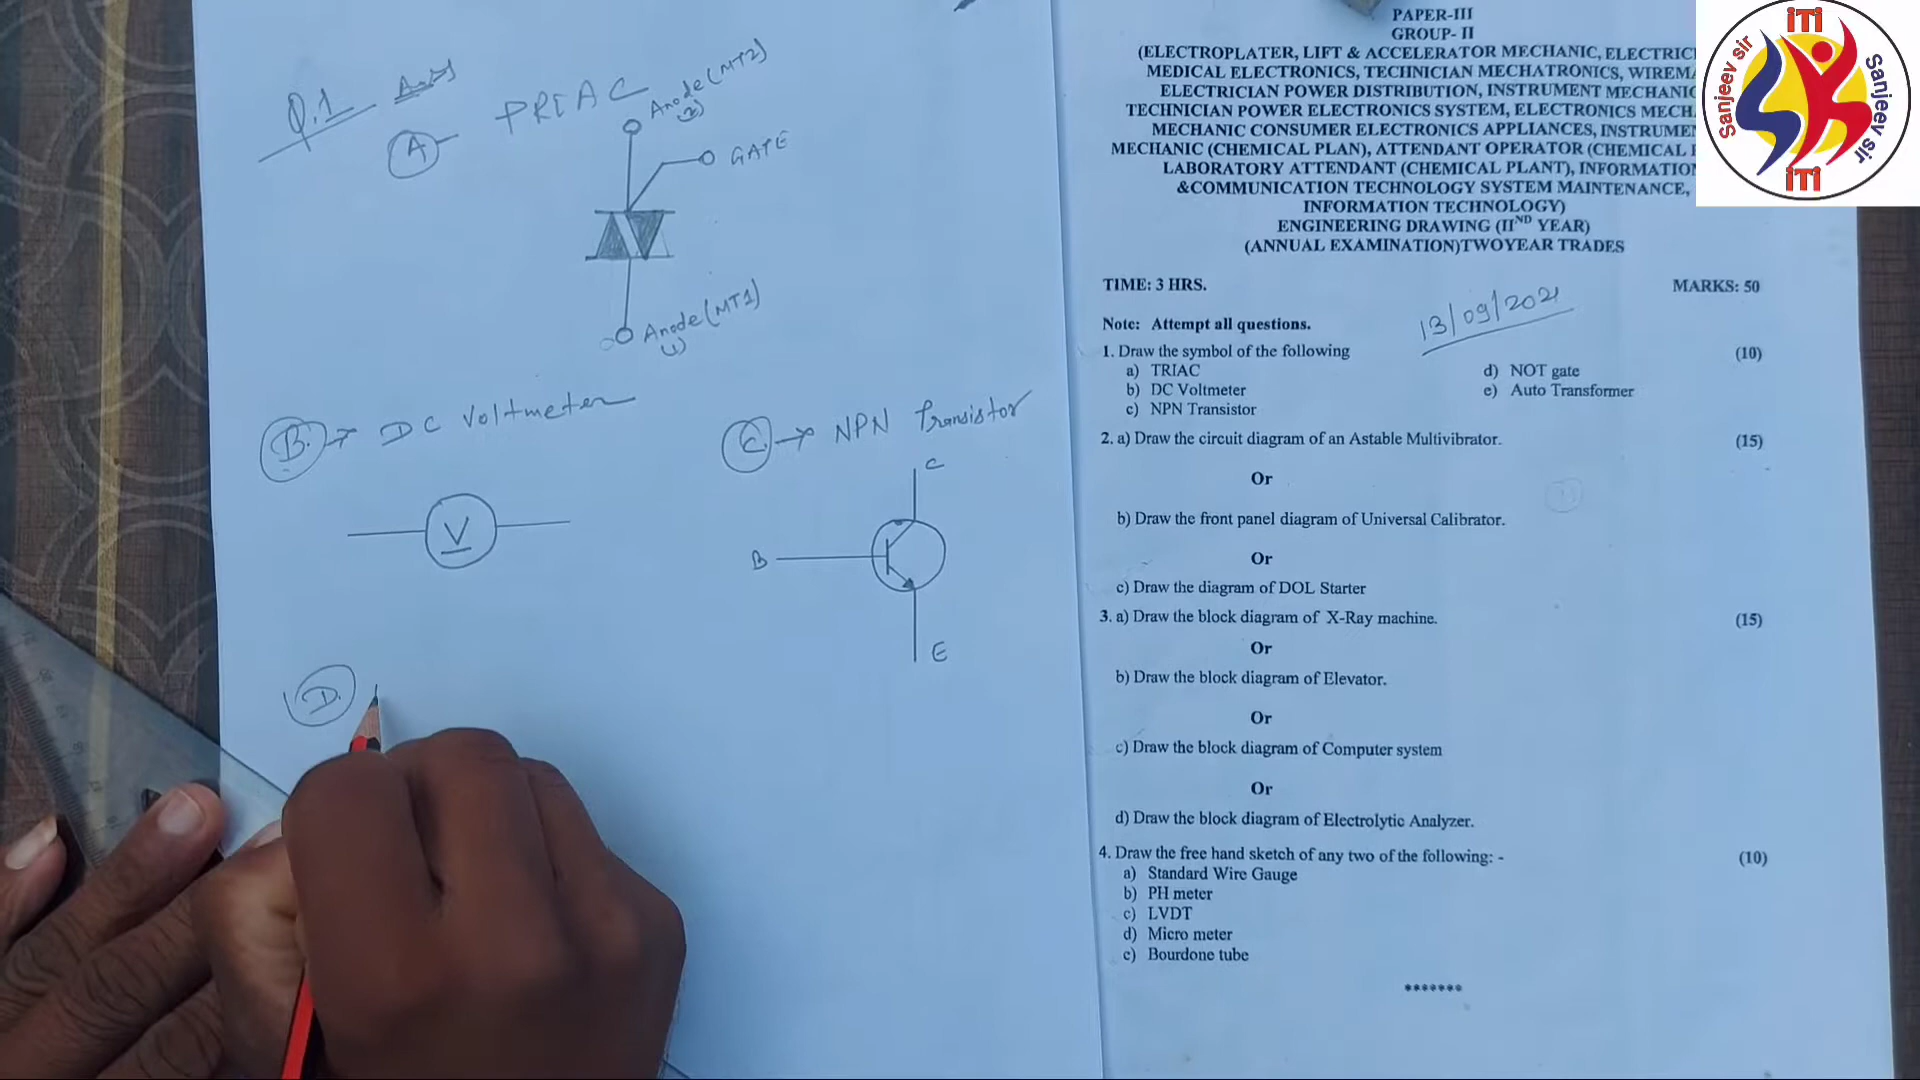 Q.1 Ans
A PRIAC
Anode (MT2)
(2)
GATE
Anode (MT1)
(1)
B. → DC Voltmeter
V
C. → NPN Transistor
C
B
E
D.
PAPER-III
GROUP- II
(ELECTROPLATER, LIFT & ACCELERATOR MECHANIC, ELECTRIC
MEDICAL ELECTRONICS, TECHNICIAN MECHATRONICS, WIREMA
ELECTRICIAN POWER DISTRIBUTION, INSTRUMENT MECHANIC
TECHNICIAN POWER ELECTRONICS SYSTEM, ELECTRONICS MECH
MECHANIC CONSUMER ELECTRONICS APPLIANCES, INSTRUME
MECHANIC (CHEMICAL PLAN), ATTENDANT OPERATOR (CHEMICAL
LABORATORY ATTENDANT (CHEMICAL PLANT), INFORMATION
&COMMUNICATION TECHNOLOGY SYSTEM MAINTENANCE,
INFORMATION TECHNOLOGY)
ENGINEERING DRAWING (IIND YEAR)
(ANNUAL EXAMINATION)TWOYEAR TRADES
TIME: 3 HRS. MARKS: 50
13/09/2021
Note: Attempt all questions.
1. Draw the symbol of the following (10)
a) TRIAC d) NOT gate
b) DC Voltmeter e) Auto Transformer
c) NPN Transistor
2. a) Draw the circuit diagram of an Astable Multivibrator. (15)
Or
b) Draw the front panel diagram of Universal Calibrator.
Or
c) Draw the diagram of DOL Starter
3. a) Draw the block diagram of X-Ray machine. (15)
Or
b) Draw the block diagram of Elevator.
Or
c) Draw the block diagram of Computer system
Or
d) Draw the block diagram of Electrolytic Analyzer.
4. Draw the free hand sketch of any two of the following: - (10)
a) Standard Wire Gauge
b) PH meter
c) LVDT
d) Micro meter
e) Bourdone tube
*******
iTi
Sanjeev sir
Sanjeev sir
iTi